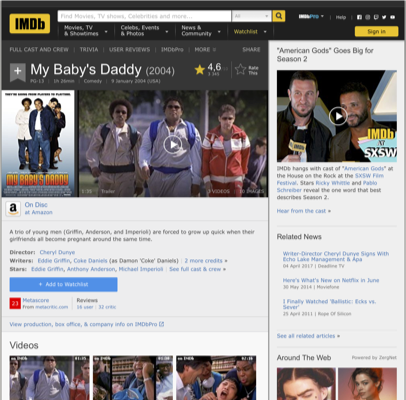 IMDb
Find Movies, TV shows, Celebrities and more...
All
IMDbPro
Help
Movies, TV
& Showtimes
Celebs, Events
& Photos
News &
Community
Watchlist
Sign in
FULL CAST AND CREW | TRIVIA | USER REVIEWS | IMDbPro | MORE
SHARE
+
My Baby's Daddy (2004)
PG-13 | 1h 26min | Comedy | 9 January 2004 (USA)
4,6
Rate
This
MY BABY'S DADDY
1:30 Trailer
On Disc
at Amazon
A trio of young men (Griffin, Anderson, and Imperioli) are forced to grow up quick when their
girlfriends all become pregnant around the same time.
Director: Cheryl Dunye
Writers: Eddie Griffin, Coke Daniels (as Damon 'Coke' Daniels) | 2 more credits »
Stars: Eddie Griffin, Anthony Anderson, Michael Imperioli | See full cast & crew »
+ Add to Watchlist
Metascore
From metacritic.com
Reviews
16 user | 32 critic
View production, box office, & company info on IMDbPro
Videos
"American Gods" Goes Big for
Season 2
IMDb
SXSW
IMDb hangs with cast of "American Gods" at
the House on the Rock at the SXSW Film
Festival. Stars Ricky Whittle and Pablo
Schreiber reveal the one word that best
describes Season 2.
Hear from the cast »
Related News
Writer-Director Cheryl Dunye Signs With
Echo Lake Management & Apa
04 April 2017 | Deadline TV
Here's What's New on Netflix in June
30 May 2014 | Moviefone
I Finally Watched 'Ballistic: Ecks vs.
Sever'
25 April 2011 | Rope Of Silicon
See all related articles »
Around The Web
Powered by ZergNet